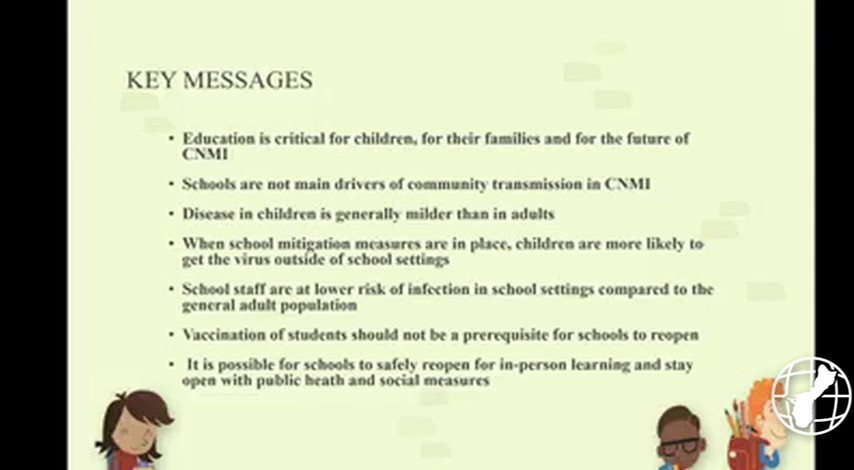 KEY MESSAGES
• Education is critical for children, for their families and for the future of
CNMI
• Schools are not main drivers of community transmission in CNMI
• Disease in children is generally milder than in adults
• When school mitigation measures are in place, children are more likely to
get the virus outside of school settings
• School staff are at lower risk of infection in school settings compared to the
general adult population
• Vaccination of students should not be a prerequisite for schools to reopen
• It is possible for schools to safely reopen for in-person learning and stay
open with public heath and social measures